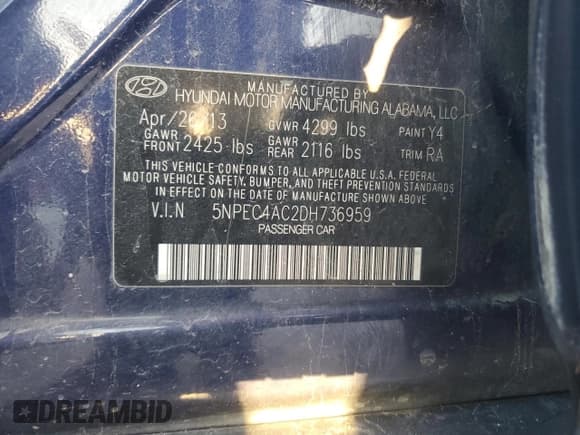 MANUFACTURED BY
HYUNDAI MOTOR MANUFACTURING ALABAMA, LLC
Apr/26/13 GVWR 4299 lbs PAINT Y4
GAWR FRONT 2425 lbs GAWR REAR 2116 lbs TRIM RA
THIS VEHICLE CONFORMS TO ALL APPLICABLE U.S.A. FEDERAL
MOTOR VEHICLE SAFETY, BUMPER, AND THEFT PREVENTION STANDARDS
IN EFFECT ON THE DATE OF MANUFACTURE SHOWN ABOVE.
V.I.N 5NPEC4AC2DH736959
PASSENGER CAR
DREAMBID